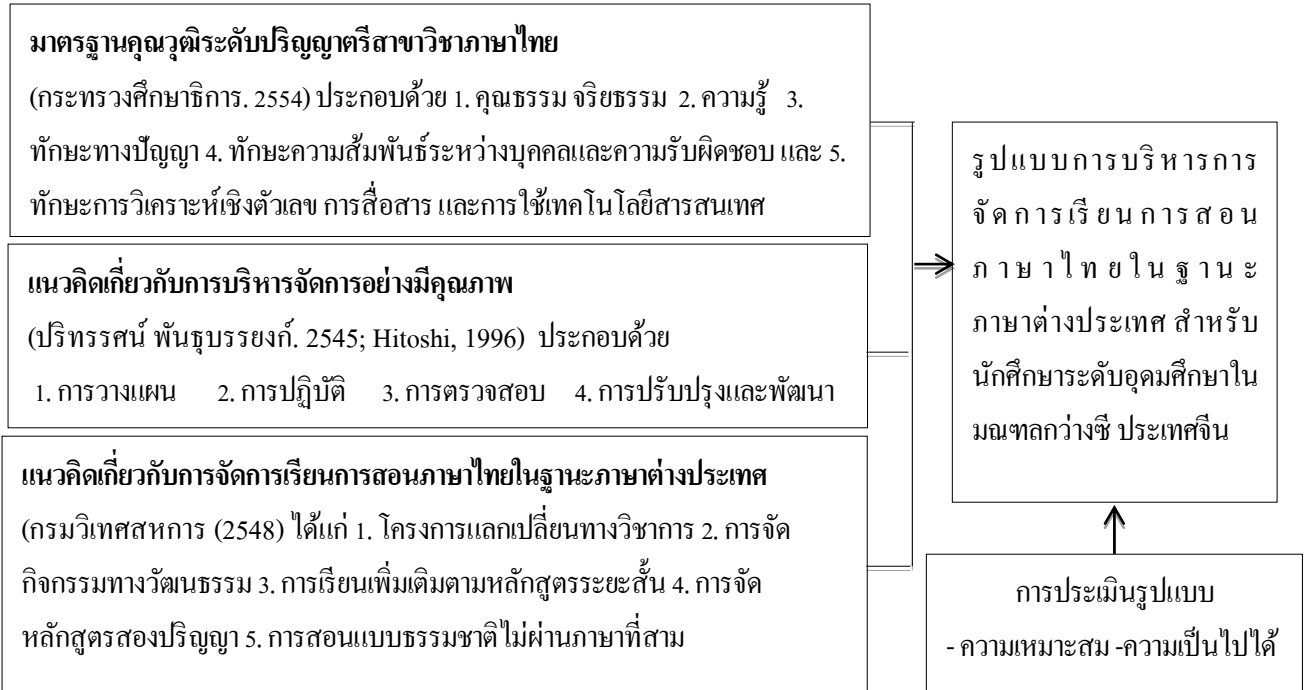 มาตรฐานคุณวุฒิระดับปริญญาตรีสาขาวิชาภาษาไทย
(กระทรวงศึกษาธิการ. 2554) ประกอบด้วย 1. คุณธรรม จริยธรรม 2. ความรู้ 3.
ทักษะทางปัญญา 4. ทักษะความสัมพันธ์ระหว่างบุคคลและความรับผิดชอบ และ 5.
ทักษะการวิเคราะห์เชิงตัวเลข การสื่อสาร และการใช้เทคโนโลยีสารสนเทศ
แนวคิดเกี่ยวกับการบริหารจัดการอย่างมีคุณภาพ
(ปริทรรศน์ พันธุบรรยงก์. 2545; Hitoshi, 1996) ประกอบด้วย
1. การวางแผน 2. การปฏิบัติ 3. การตรวจสอบ 4. การปรับปรุงและพัฒนา
แนวคิดเกี่ยวกับการจัดการเรียนการสอนภาษาไทยในฐานะภาษาต่างประเทศ
(กรมวิเทศสหการ (2548) ได้แก่ 1. โครงการแลกเปลี่ยนทางวิชาการ 2. การจัด
กิจกรรมทางวัฒนธรรม 3. การเรียนเพิ่มเติมตามหลักสูตรระยะสั้น 4. การจัด
หลักสูตรสองปริญญา 5. การสอนแบบธรรมชาติไม่ผ่านภาษาที่สาม
รูปแบบการบริหารการ
จัดการเรียนการสอน
ภาษาไทยในฐานะ
ภาษาต่างประเทศ สำหรับ
นักศึกษาระดับอุดมศึกษาใน
มณฑลกว่างซี ประเทศจีน
การประเมินรูปแบบ
- ความเหมาะสม -ความเป็นไปได้